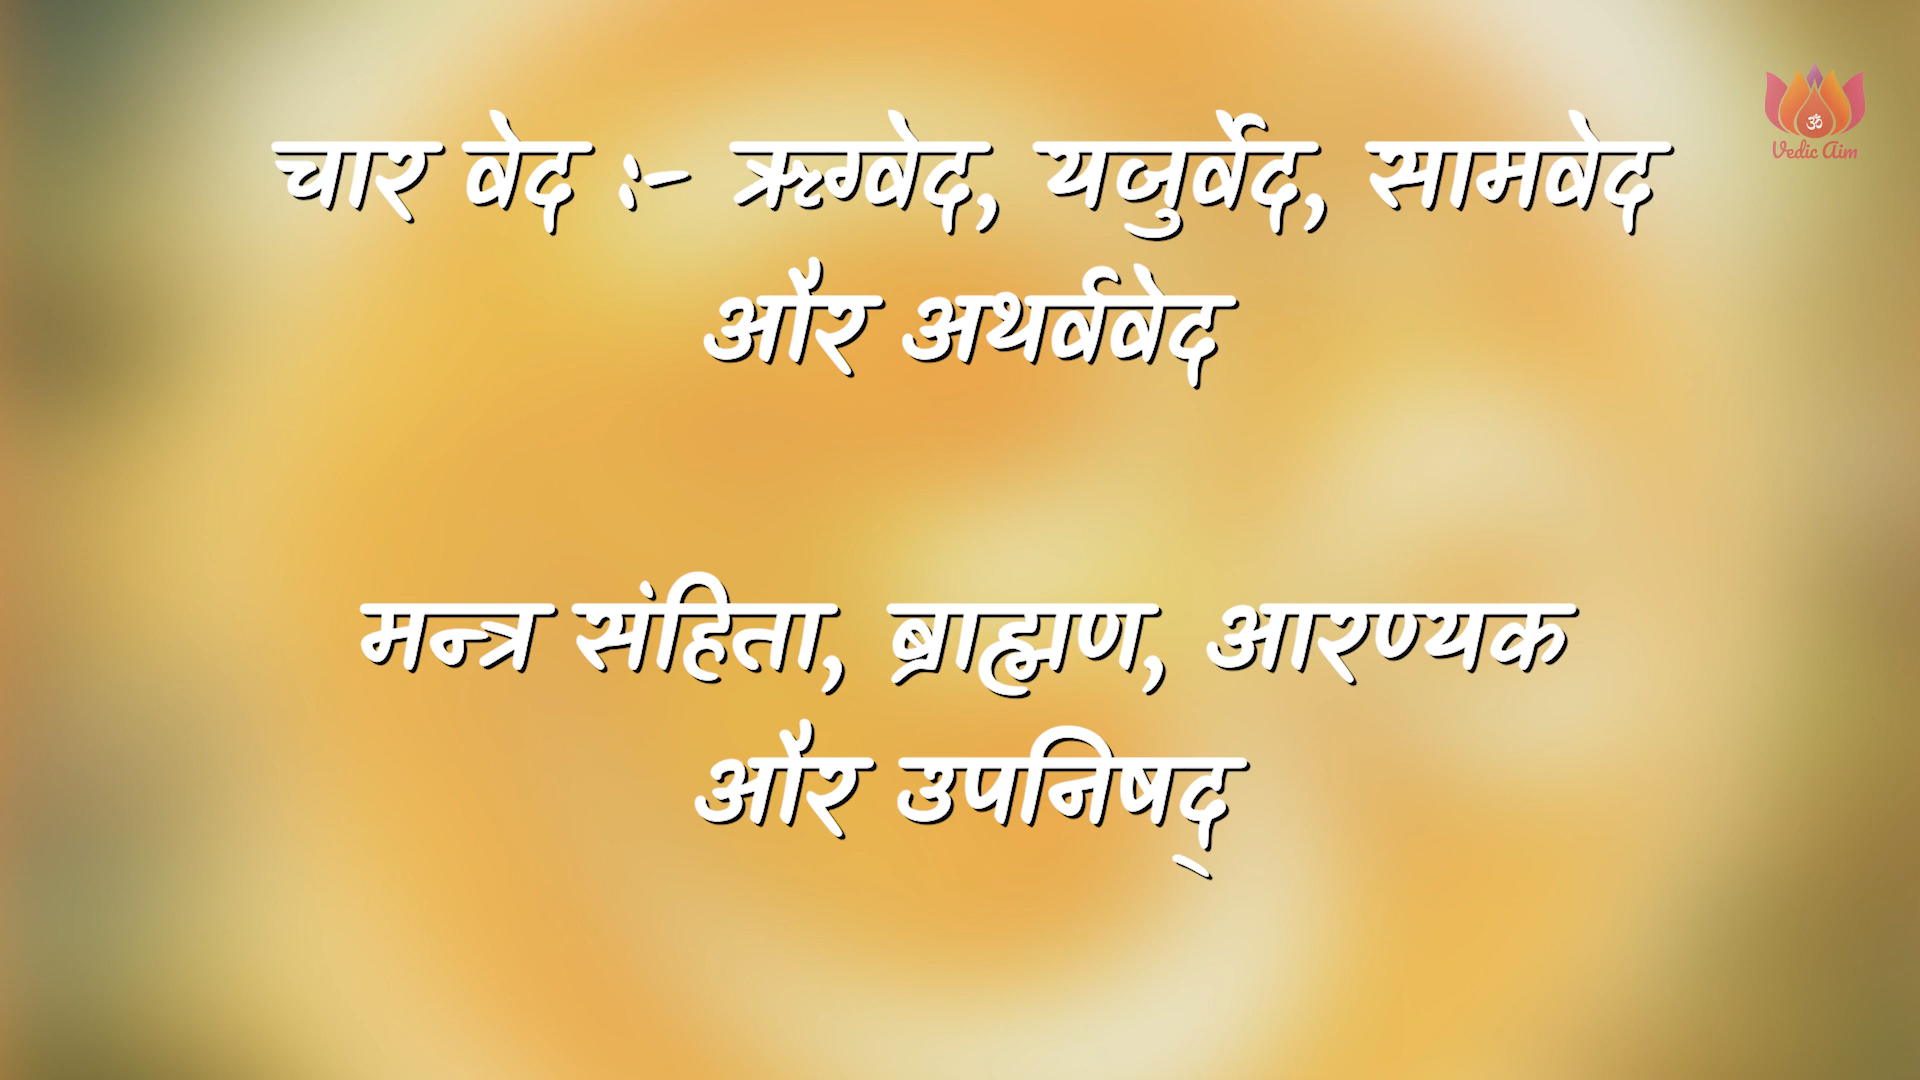 चार वेद :- ऋग्वेद, यजुर्वेद, सामवेद
और अथर्ववेद
मन्त्र संहिता, ब्राह्मण, आरण्यक
और उपनिषद्
ॐ
Vedic Aim